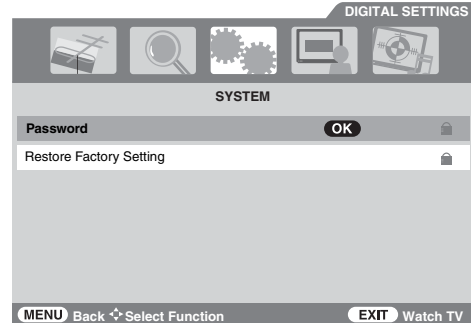 DIGITAL SETTINGS
SYSTEM
Password OK
Restore Factory Setting
MENU Back Select Function EXIT Watch TV